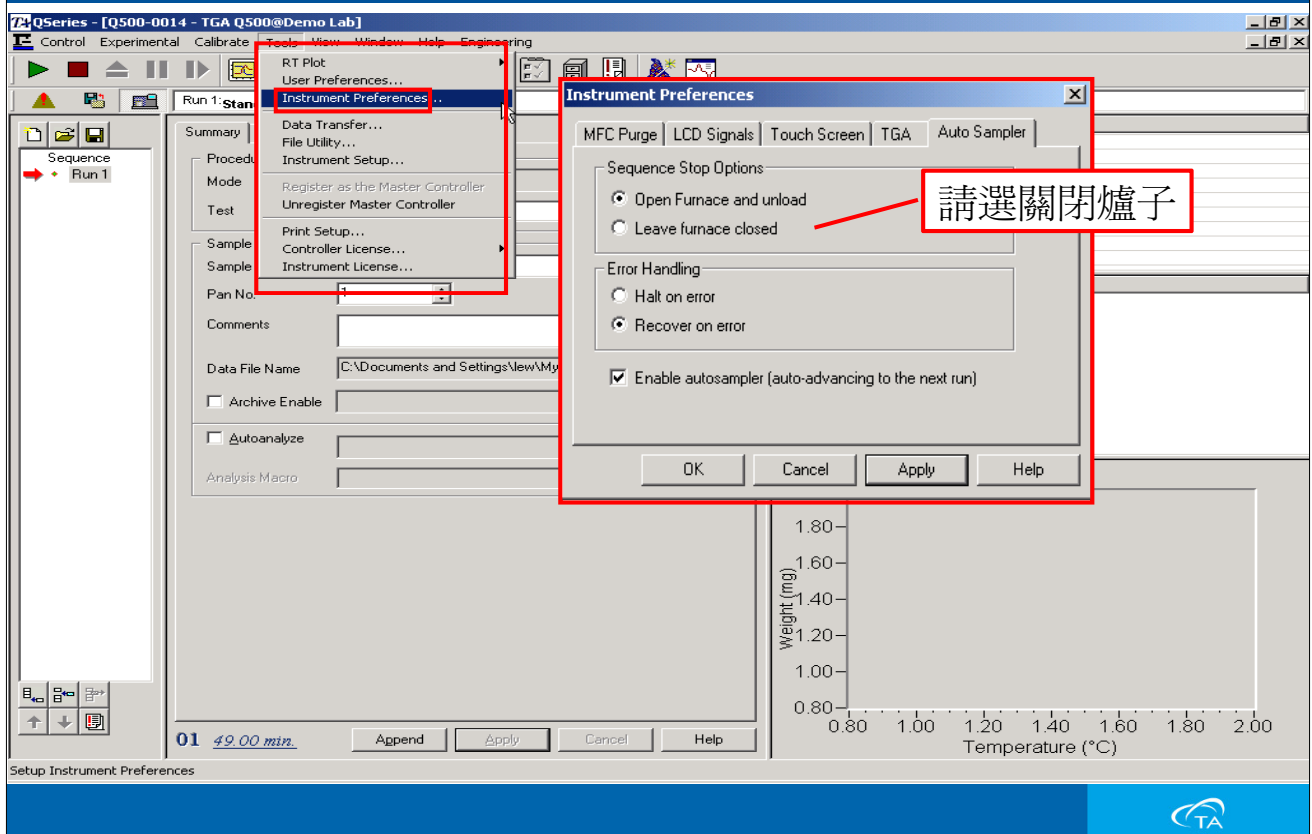 QSeries - [Q500-0014 - TGA Q500@Demo Lab]
Control Experimental Calibrate Tools View Window Help Engineering
Run 1:Stan
Sequence
Run 1
Summary
Procedu
Mode
Test
Sample
Sample
Pan No.
1
Comments
Data File Name
C:\Documents and Settings\lew\My
Archive Enable
Autoanalyze
Analysis Macro
01 49.00 min.
Append
Apply
Cancel
Help
RT Plot
User Preferences...
Instrument Preferences...
Data Transfer...
File Utility...
Instrument Setup...
Register as the Master Controller
Unregister Master Controller
Print Setup...
Controller License...
Instrument License...
Instrument Preferences
MFC Purge LCD Signals Touch Screen TGA Auto Sampler
Sequence Stop Options
Open Furnace and unload
Leave furnace closed
請選關閉爐子
Error Handling
Halt on error
Recover on error
Enable autosampler (auto-advancing to the next run)
OK Cancel Apply Help
1.80
1.60
1.40
1.20
1.00
0.80
Weight (mg)
0.80 1.00 1.20 1.40 1.60 1.80 2.00
Temperature (°C)
Setup Instrument Preferences
TA